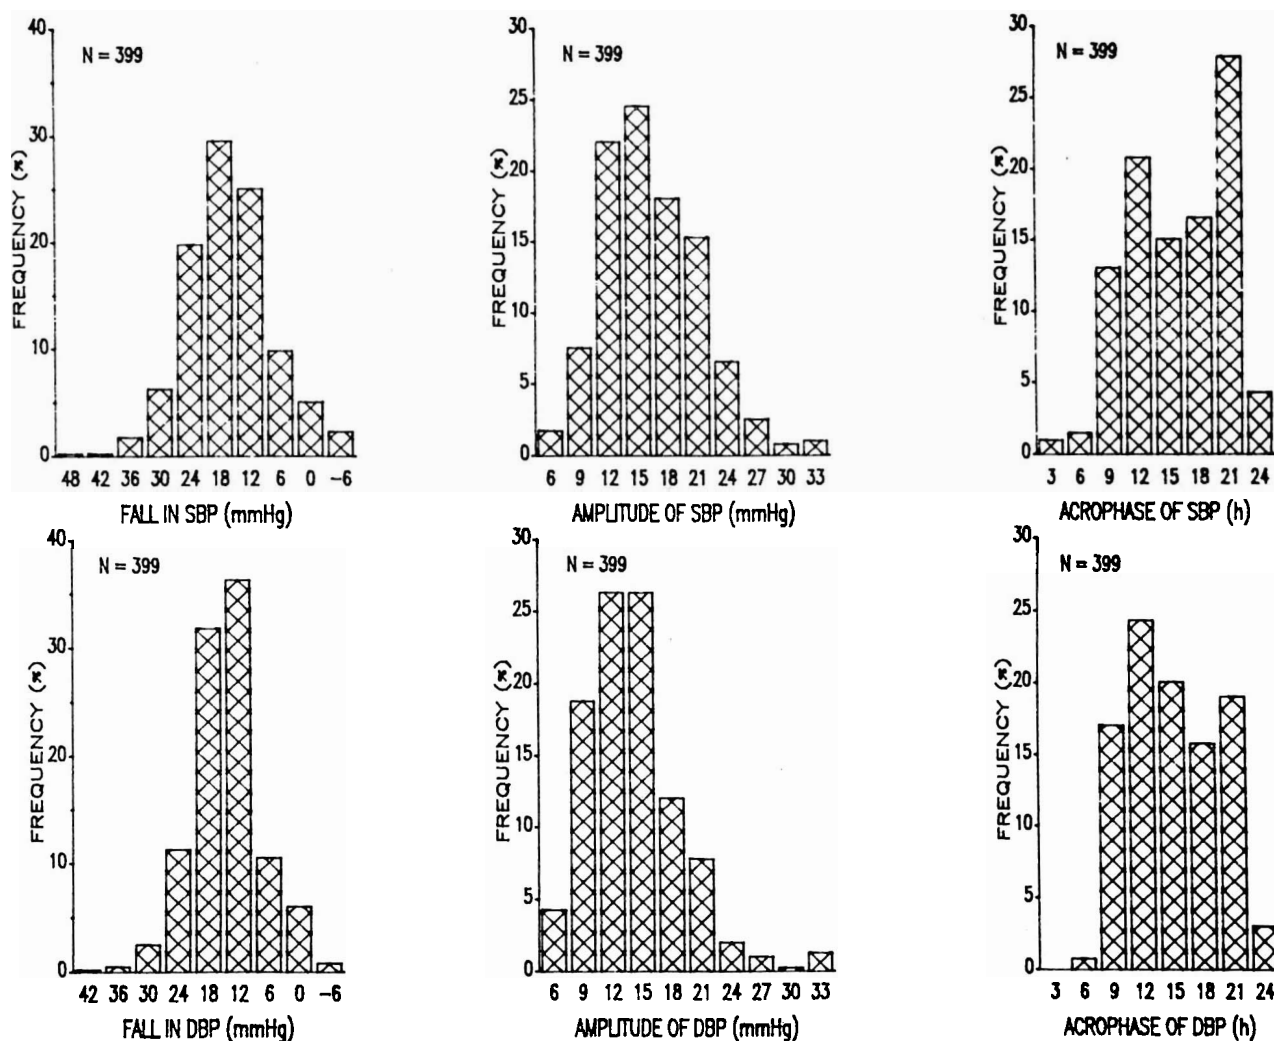 40
N = 399
30
20
10
0
FREQUENCY (%)
48 42 36 30 24 18 12 6 0 -6
FALL IN SBP (mmHg)
30
N = 399
25
20
15
10
5
0
FREQUENCY (%)
6 9 12 15 18 21 24 27 30 33
AMPLITUDE OF SBP (mmHg)
30
N = 399
25
20
15
10
5
0
FREQUENCY (%)
3 6 9 12 15 18 21 24
ACROPHASE OF SBP (h)
40
N = 399
30
20
10
0
FREQUENCY (%)
42 36 30 24 18 12 6 0 -6
FALL IN DBP (mmHg)
30
N = 399
25
20
15
10
5
0
FREQUENCY (%)
6 9 12 15 18 21 24 27 30 33
AMPLITUDE OF DBP (mmHg)
30
N = 399
25
20
15
10
5
0
FREQUENCY (%)
3 6 9 12 15 18 21 24
ACROPHASE OF DBP (h)